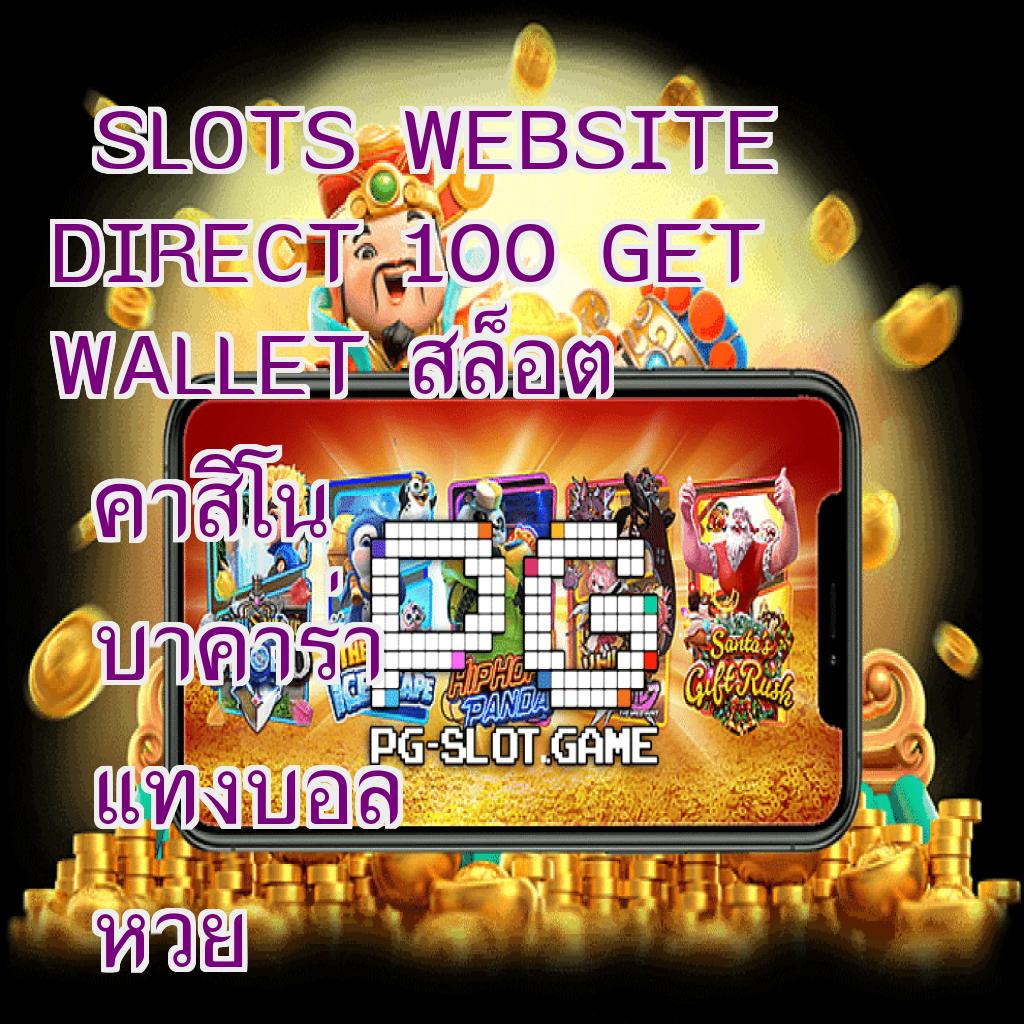 SLOTS WEBSITE
DIRECT 100 GET
WALLET สล็อต
คาสิโน
บาคาร่า
แทงบอล
หวย
PG
PG-SLOT.GAME
HIPHOP
PANDA
Santa's
Gift Rush